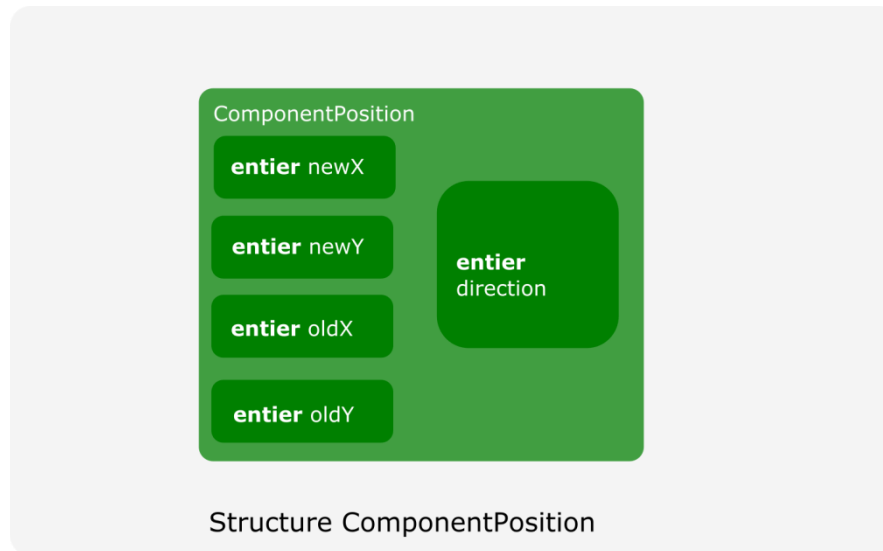 ComponentPosition
entier newX
entier newY
entier oldX
entier oldY
entier
direction
Structure ComponentPosition